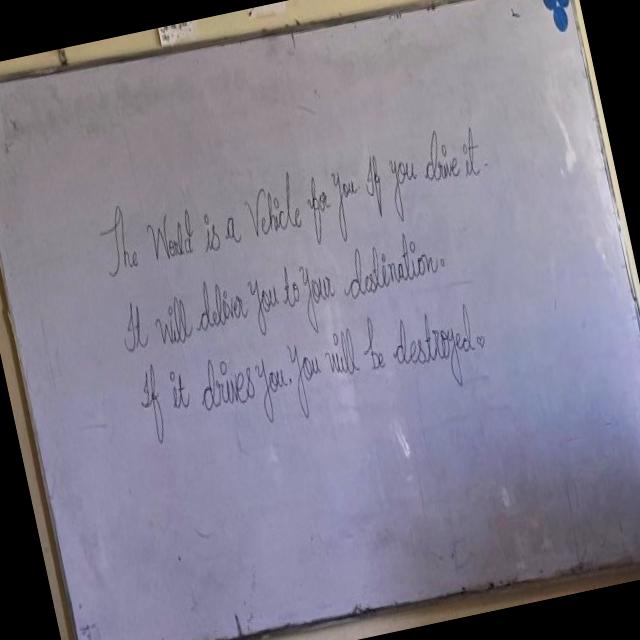 The World is a Vehicle for You If you drive it.
It will deliver You to Your destination.
If it drives You. You will be destroyed.